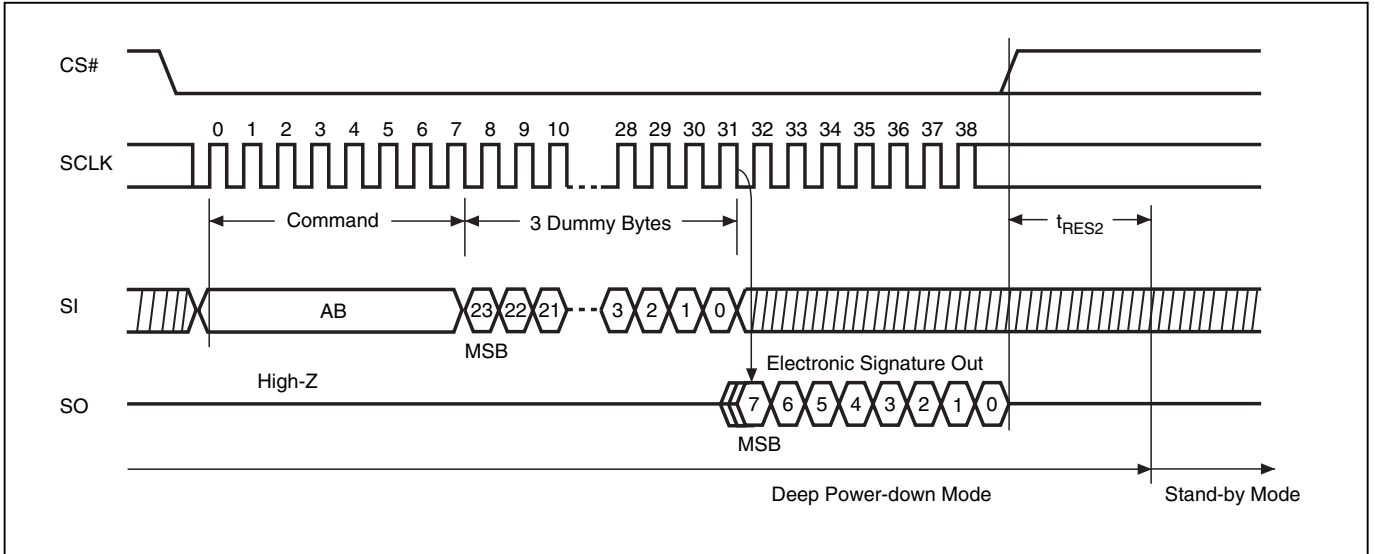 CS#
0 1 2 3 4 5 6 7 8 9 10 28 29 30 31 32 33 34 35 36 37 38
SCLK
Command
3 Dummy Bytes
tRES2
SI
AB
23 22 21 3 2 1 0
MSB
Electronic Signature Out
High-Z
SO
7 6 5 4 3 2 1 0
MSB
Deep Power-down Mode
Stand-by Mode